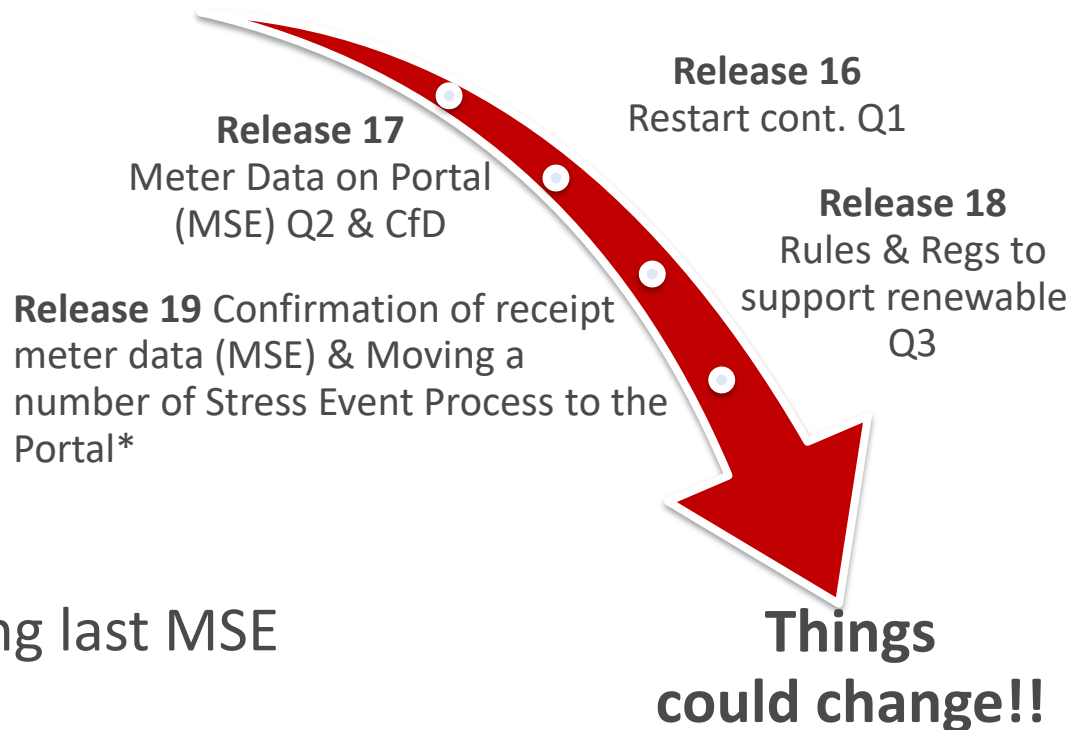 Release 16
Restart cont. Q1
Release 17
Meter Data on Portal
(MSE) Q2 & CfD
Release 18
Rules & Regs to
support renewable
Q3
Release 19 Confirmation of receipt
meter data (MSE) & Moving a
number of Stress Event Process to the
Portal*
last MSE
Things
could change!!